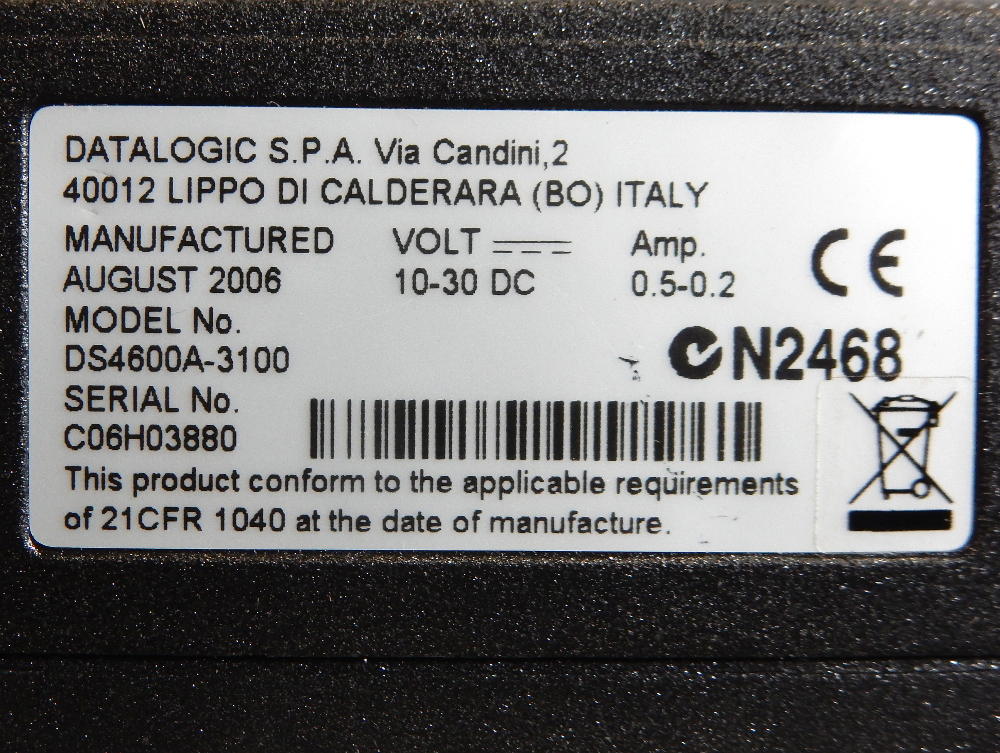 DATALOGIC S.P.A. Via Candini,2
40012 LIPPO DI CALDERARA (BO) ITALY
MANUFACTURED VOLT Amp. CE
AUGUST 2006 10-30 DC 0.5-0.2
MODEL No.
DS4600A-3100 N2468
SERIAL No.
C06H03880
This product conform to the applicable requirements
of 21CFR 1040 at the date of manufacture.